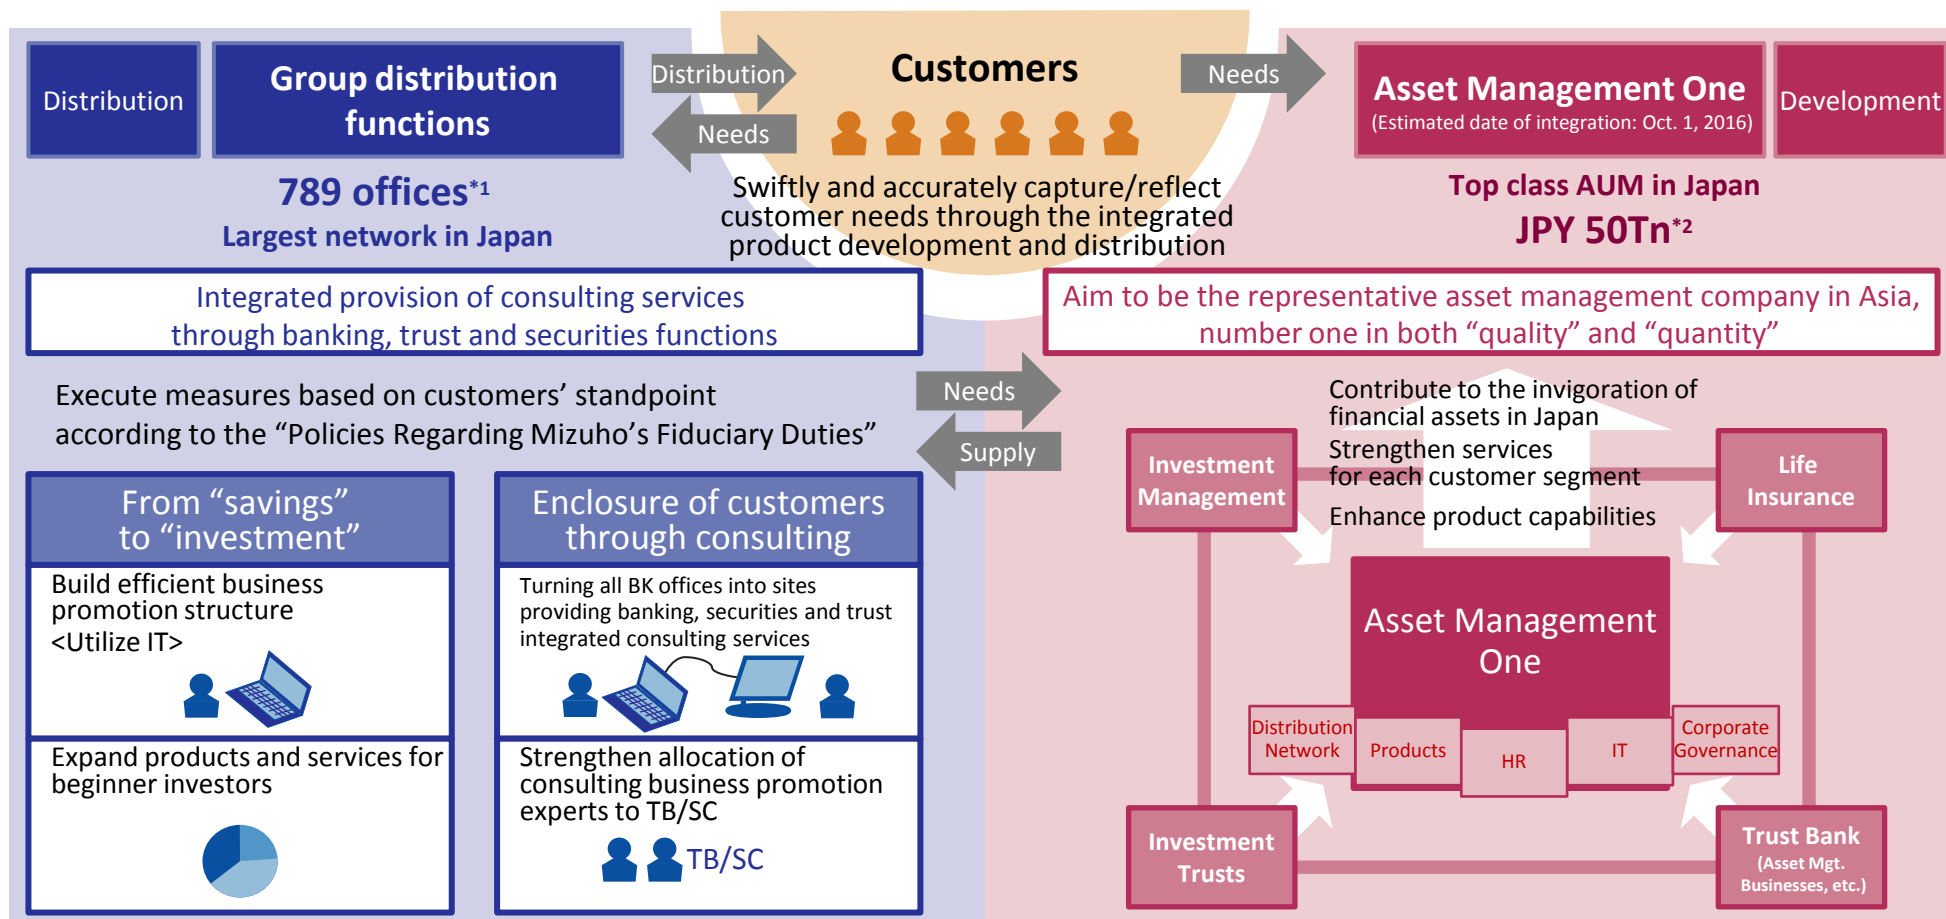 Distribution
Group distribution
functions
Distribution
Needs
Customers
Needs
Asset Management One
(Estimated date of integration: Oct. 1, 2016)
Development
789 offices*1
Largest network in Japan
Swiftly and accurately capture/reflect
customer needs through the integrated
product development and distribution
Top class AUM in Japan
JPY 50Tn*2
Integrated provision of consulting services
through banking, trust and securities functions
Aim to be the representative asset management company in Asia,
number one in both “quality” and “quantity”
Execute measures based on customers’ standpoint
according to the “Policies Regarding Mizuho’s Fiduciary Duties”
Needs
Supply
From “savings”
to “investment”
Build efficient business
promotion structure
<Utilize IT>
Expand products and services for
beginner investors
Enclosure of customers
through consulting
Turning all BK offices into sites
providing banking, securities and trust
integrated consulting services
Strengthen allocation of
consulting business promotion
experts to TB/SC
TB/SC
Contribute to the invigoration of
financial assets in Japan
Strengthen services
for each customer segment
Enhance product capabilities
Investment
Management
Life
Insurance
Asset Management
One
Distribution
Network
Products
HR
IT
Corporate
Governance
Investment
Trusts
Trust Bank
(Asset Mgt.
Businesses, etc.)